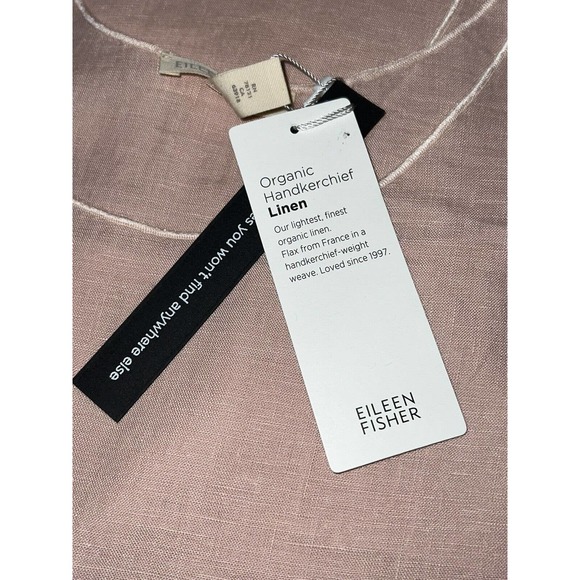 Organic
Handkerchief
Linen
Our lightest, finest
organic linen.
Flax from France in a
handkerchief-weight
weave. Loved since 1997.
EILEEN
FISHER
you won't find anywhere else